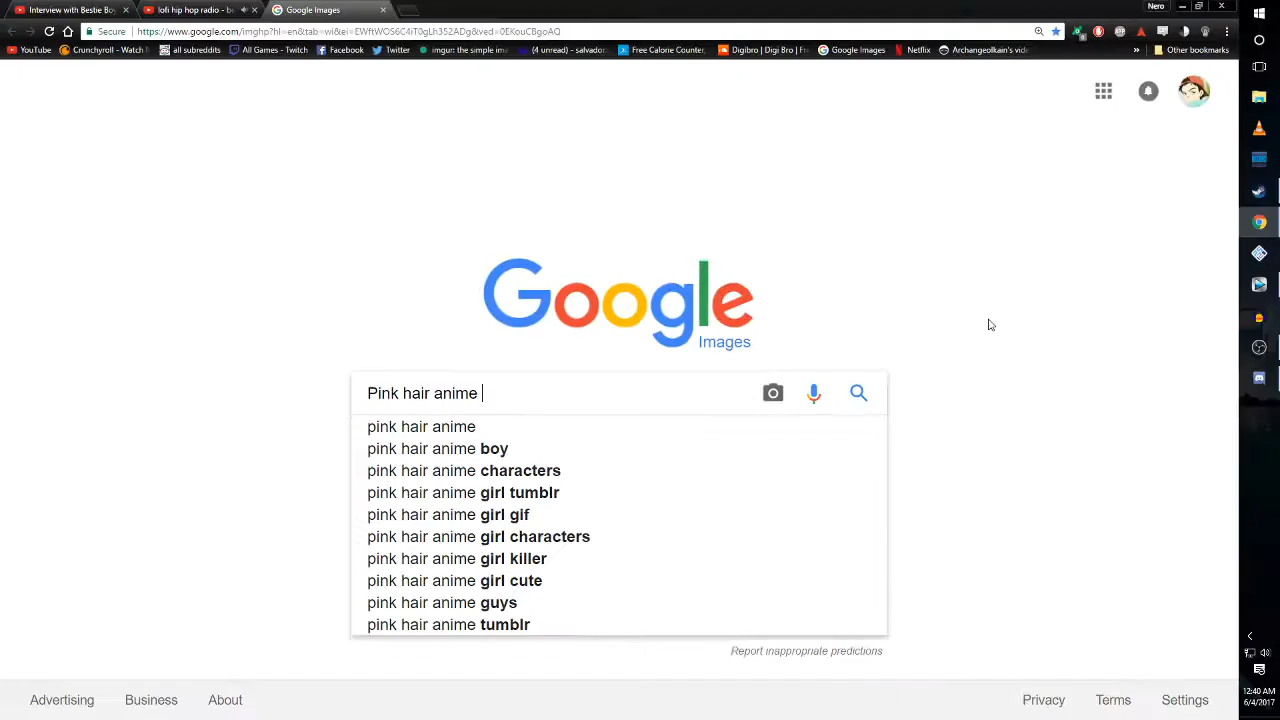 Interview with Bestie Bo
lofi hip hop radio - be
Google Images
Nero
Secure
https://www.google.com/imghp?hl=en&tab=wi&ei=EWftWOS6C4iT0gLh352ADg&ved=0EKouCBgoAQ
YouTube
Crunchyroll - Watch
all subreddits
All Games - Twitch
Facebook
Twitter
imgur: the simple ima
(4 unread) - salvador
Free Calorie Counter,
Digibro | Digi Bro | Fre
Google Images
Netflix
Archangeolkain's vide
»
Other bookmarks
Google
Images
Pink hair anime
pink hair anime
pink hair anime boy
pink hair anime characters
pink hair anime girl tumblr
pink hair anime girl gif
pink hair anime girl characters
pink hair anime girl killer
pink hair anime girl cute
pink hair anime guys
pink hair anime tumblr
Report inappropriate predictions
Advertising
Business
About
Privacy
Terms
Settings
12:40 AM
6/4/2017